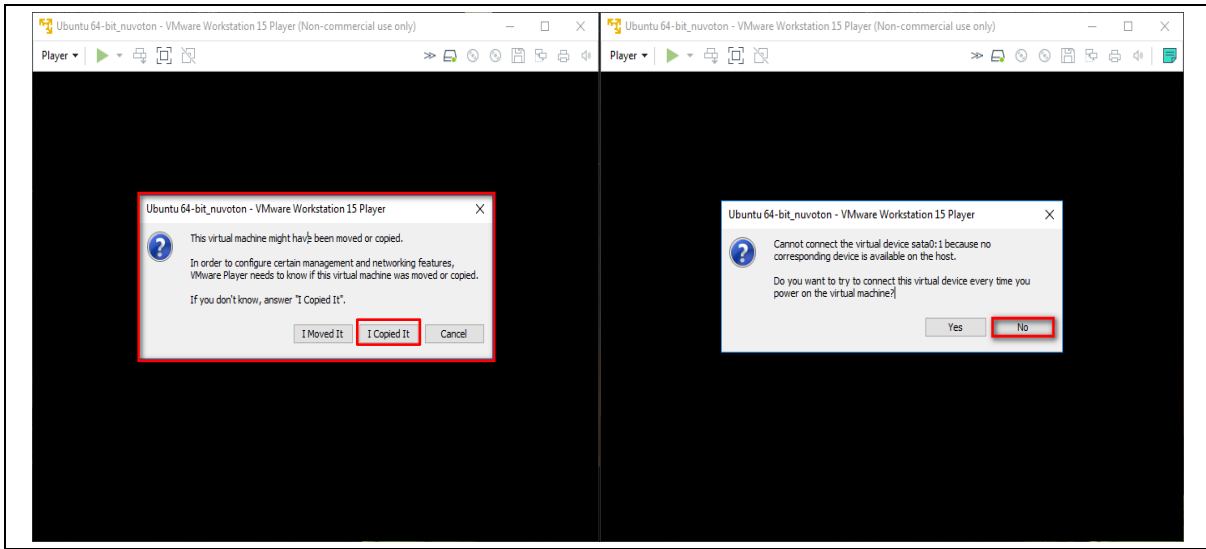 Ubuntu 64-bit_nuvoton - VMware Workstation 15 Player (Non-commercial use only)
Player
Ubuntu 64-bit_nuvoton - VMware Workstation 15 Player
This virtual machine might have been moved or copied.
In order to configure certain management and networking features,
VMware Player needs to know if this virtual machine was moved or copied.
If you don't know, answer "I Copied It".
I Moved It
I Copied It
Cancel
Ubuntu 64-bit_nuvoton - VMware Workstation 15 Player (Non-commercial use only)
Player
Ubuntu 64-bit_nuvoton - VMware Workstation 15 Player
Cannot connect the virtual device sata0:1 because no
corresponding device is available on the host.
Do you want to try to connect this virtual device every time you
power on the virtual machine?
Yes
No